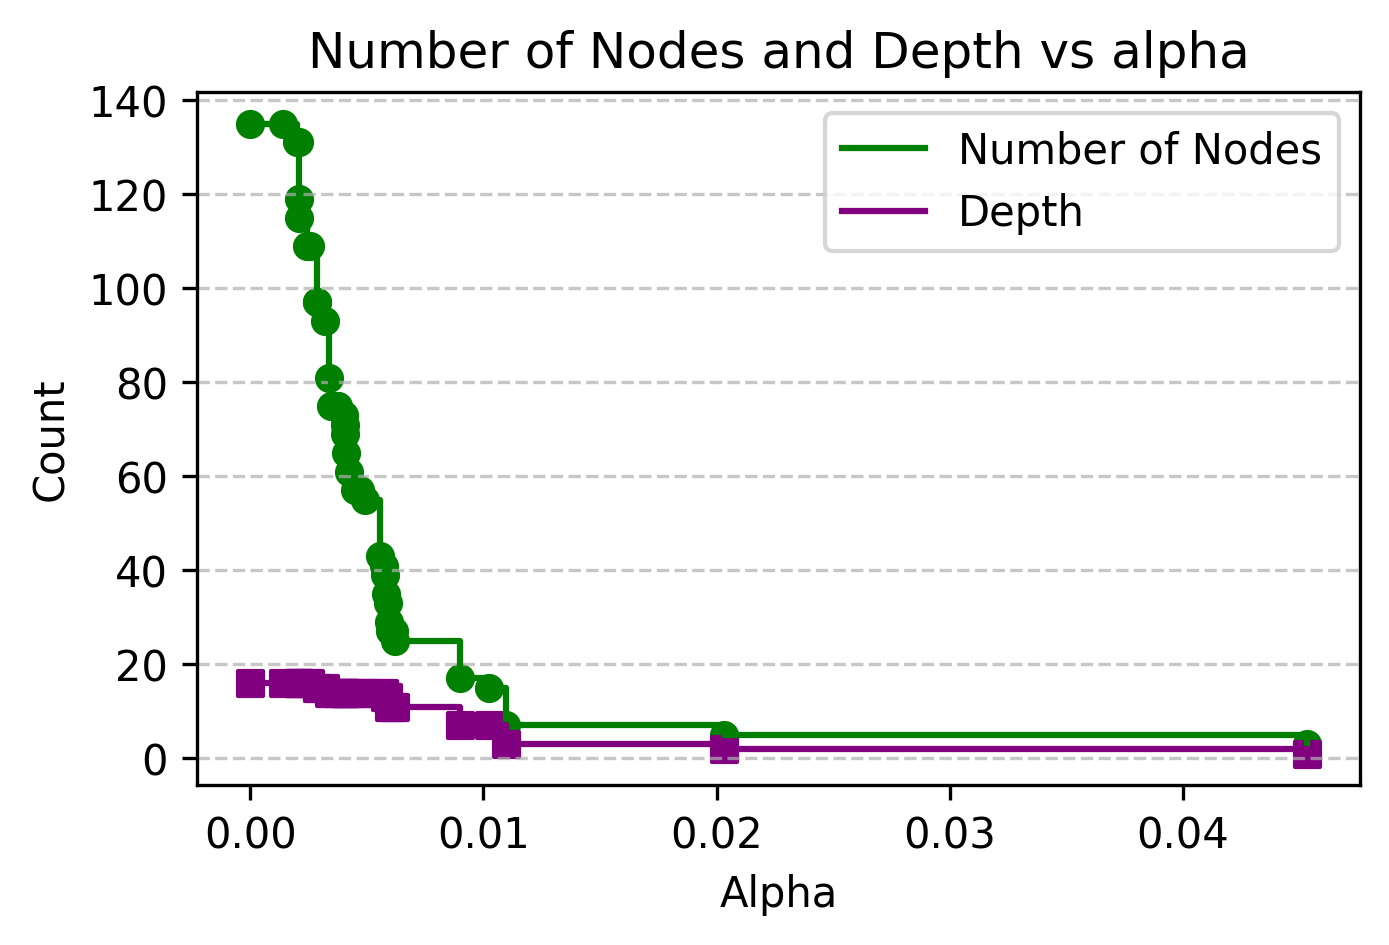 Number of Nodes and Depth vs alpha
140
120
100
80
60
40
20
0
Count
Number of Nodes
Depth
0.00 0.01 0.02 0.03 0.04
Alpha